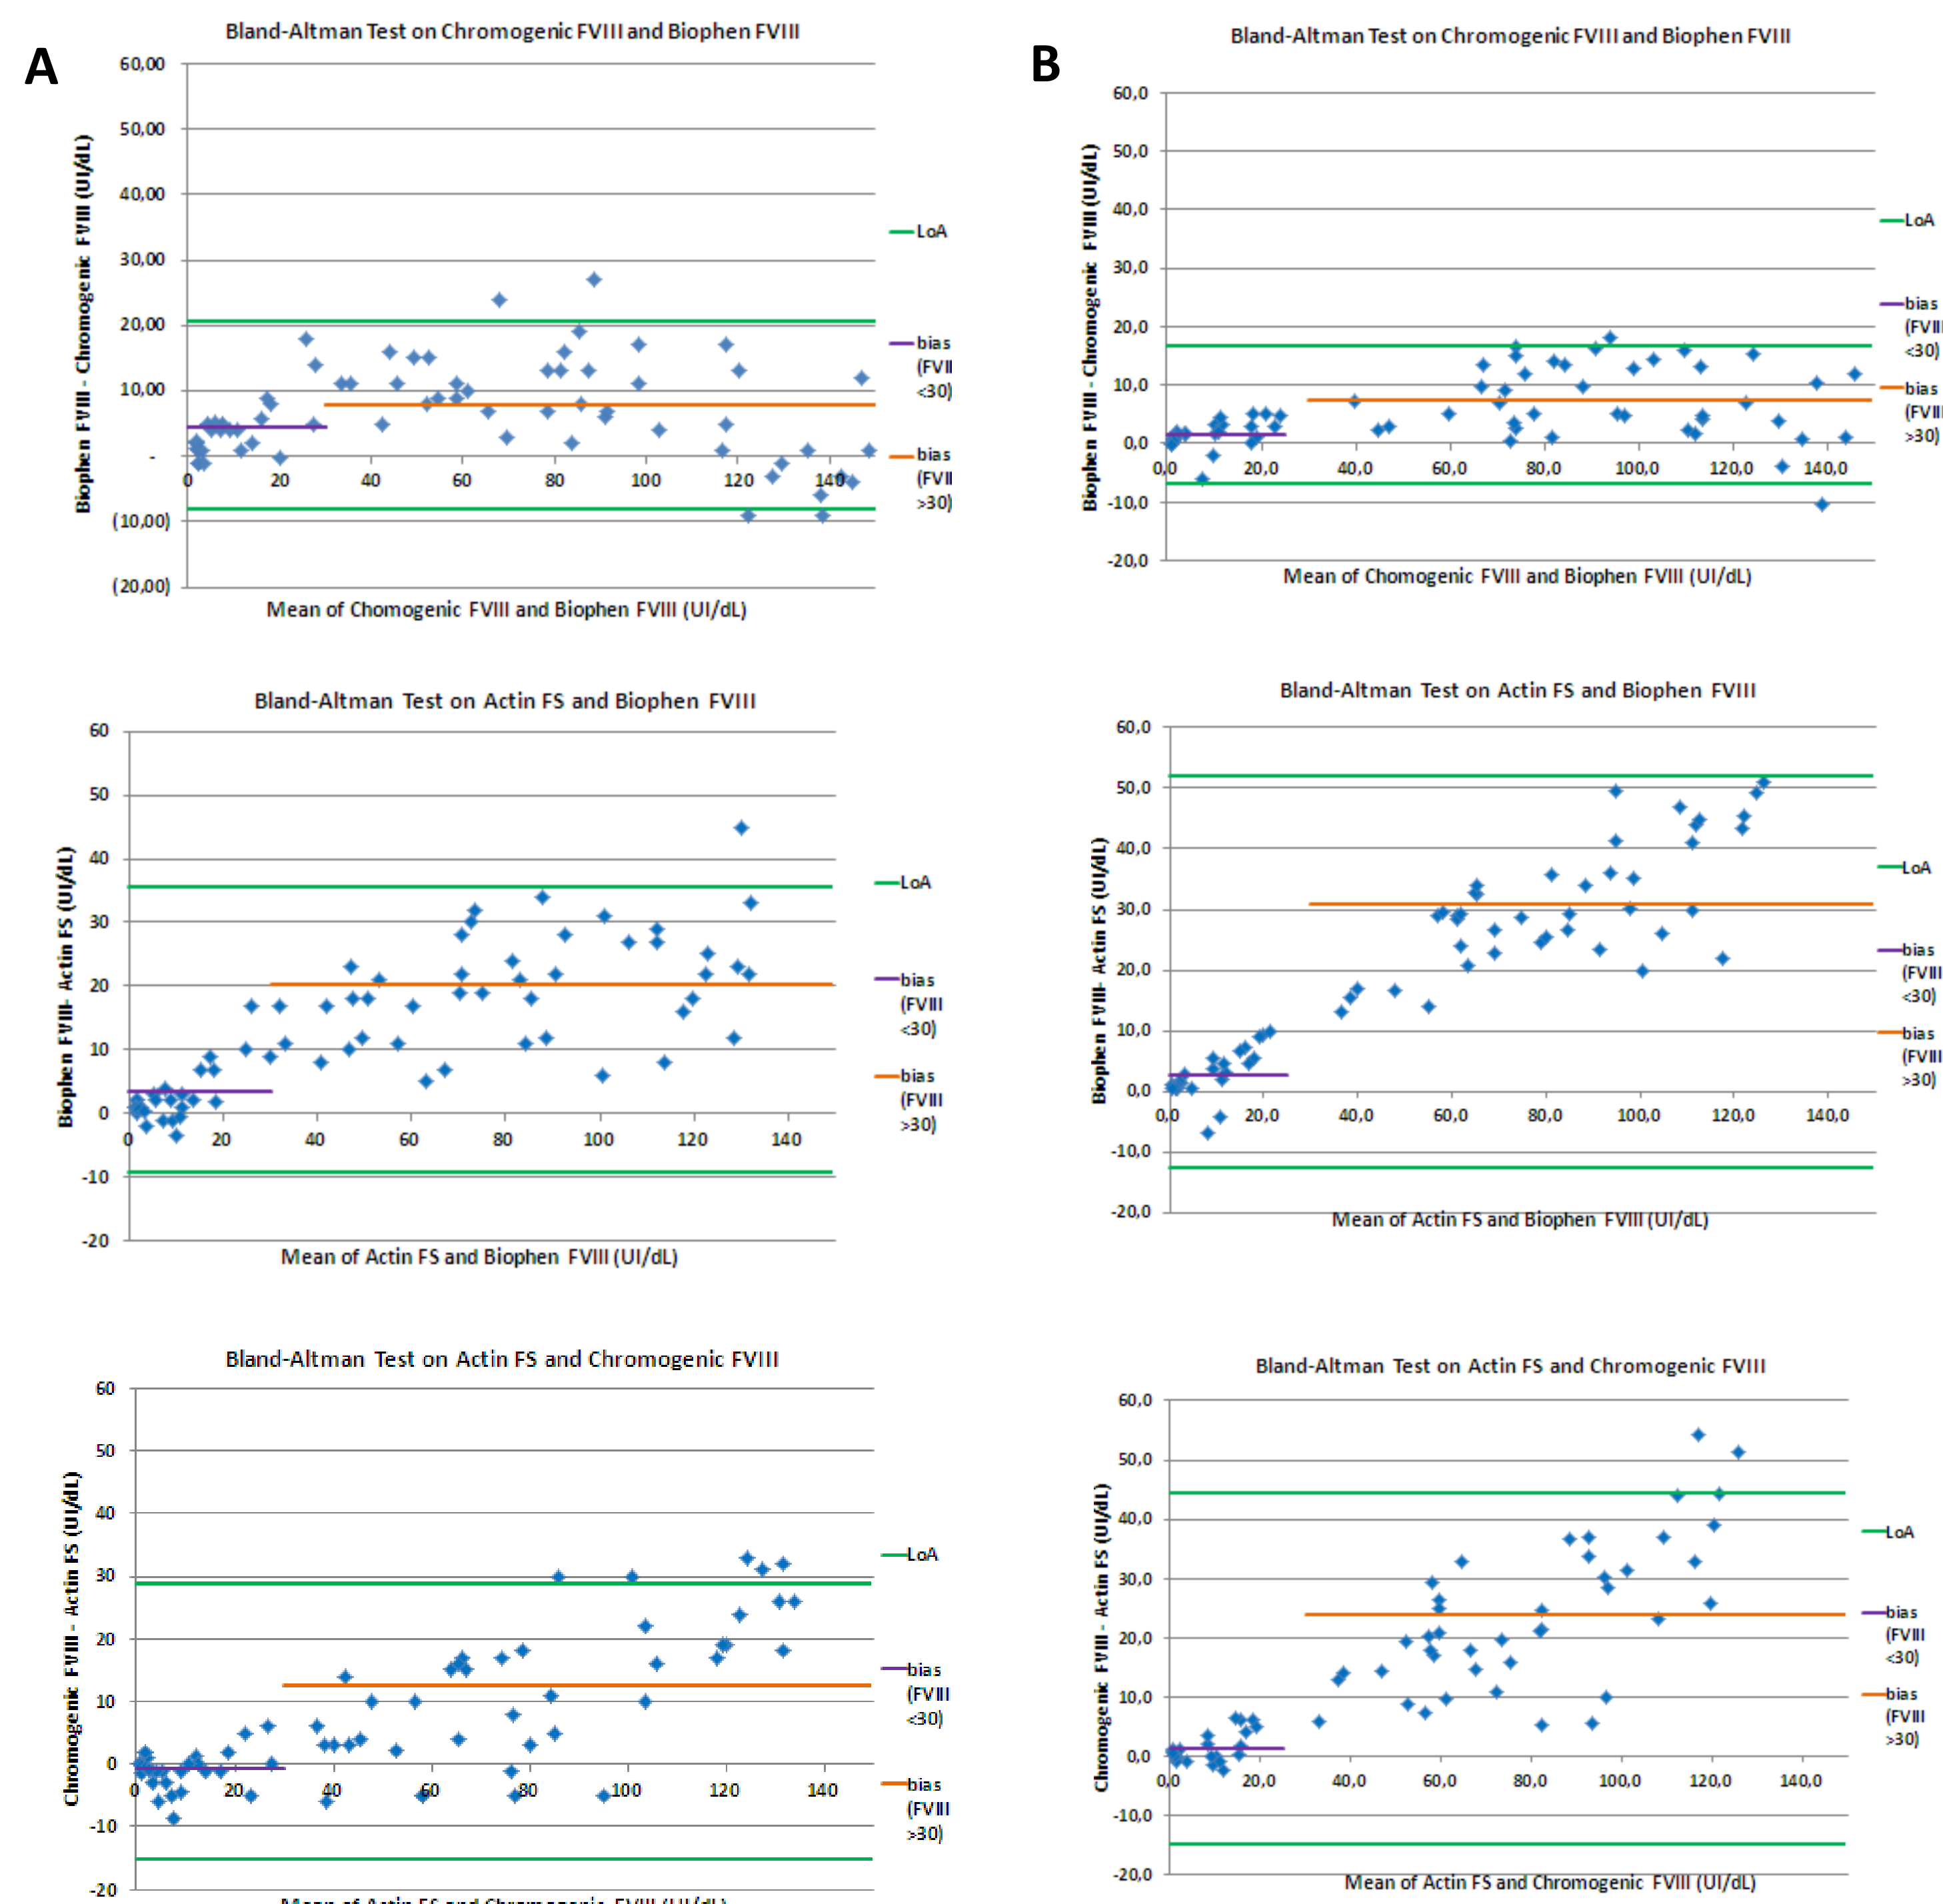 A
Bland-Altman Test on Chromogenic FVIII and Biophen FVIII
Biophen FVIII - Chromogenic FVIII (UI/dL)
60,00
50,00
40,00
30,00
20,00
10,00
-
(10,00)
(20,00)
0 20 40 60 80 100 120 140
Mean of Chomogenic FVIII and Biophen FVIII (UI/dL)
LoA
bias
(FVII
<30)
bias
(FVII
>30)
B
Bland-Altman Test on Chromogenic FVIII and Biophen FVIII
Biophen FVIII - Chromogenic FVIII (UI/dL)
60,0
50,0
40,0
30,0
20,0
10,0
0,0
-10,0
-20,0
0,0 20,0 40,0 60,0 80,0 100,0 120,0 140,0
Mean of Chomogenic FVIII and Biophen FVIII (UI/dL)
LoA
bias
(FVIII
<30)
bias
(FVIII
>30)
Bland-Altman Test on Actin FS and Biophen FVIII
Biophen FVIII- Actin FS (UI/dL)
60
50
40
30
20
10
0
-10
-20
0 20 40 60 80 100 120 140
Mean of Actin FS and Biophen FVIII (UI/dL)
LoA
bias
(FVIII
<30)
bias
(FVIII
>30)
Bland-Altman Test on Actin FS and Biophen FVIII
Biophen FVIII- Actin FS (UI/dL)
60,0
50,0
40,0
30,0
20,0
10,0
0,0
-10,0
-20,0
0,0 20,0 40,0 60,0 80,0 100,0 120,0 140,0
Mean of Actin FS and Biophen FVIII (UI/dL)
LoA
bias
(FVIII
<30)
bias
(FVIII
>30)
Bland-Altman Test on Actin FS and Chromogenic FVIII
Chromogenic FVIII - Actin FS (UI/dL)
60
50
40
30
20
10
0
-10
-20
0 20 40 60 80 100 120 140
Mean of Actin FS and Chromogenic FVIII (UI/dL)
LoA
bias
(FVIII
<30)
bias
(FVIII
>30)
Bland-Altman Test on Actin FS and Chromogenic FVIII
Chromogenic FVIII - Actin FS (UI/dL)
60,0
50,0
40,0
30,0
20,0
10,0
0,0
-10,0
-20,0
0,0 20,0 40,0 60,0 80,0 100,0 120,0 140,0
Mean of Actin FS and Chromogenic FVIII (UI/dL)
LoA
bias
(FVIII
<30)
bias
(FVIII
>30)